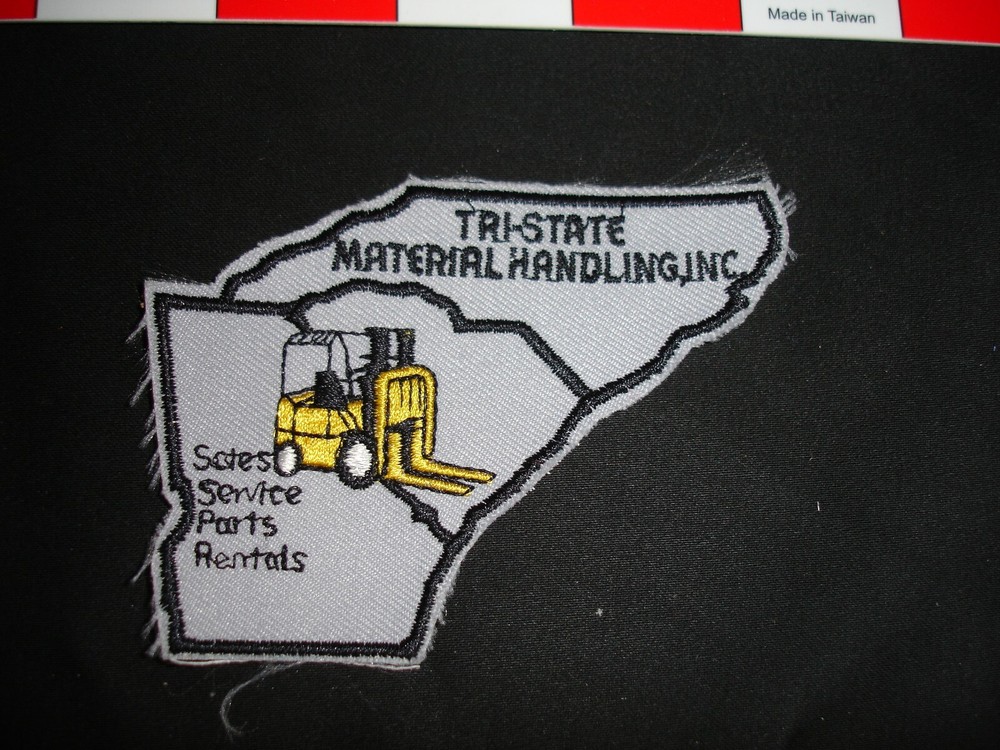 Made in Taiwan
TRI-STATE
MATERIAL HANDLING,INC
Sales
Service
Parts
Rentals